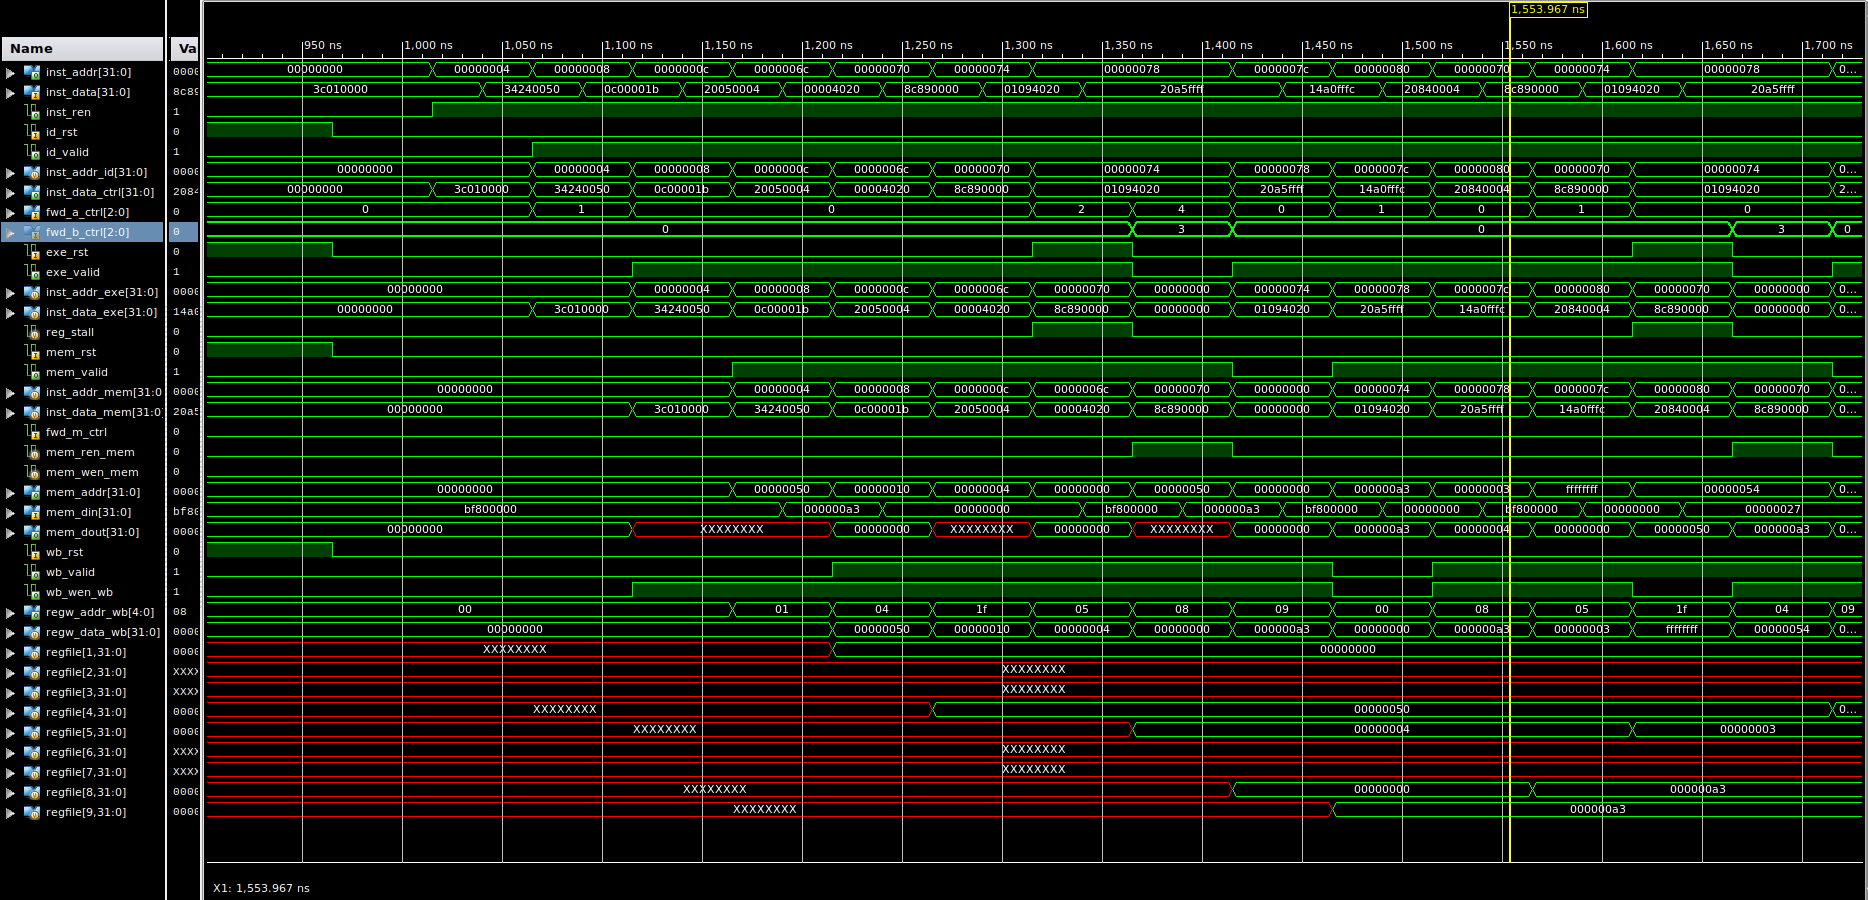 1,553.967 ns
Name Va 950 ns 1,000 ns 1,050 ns 1,100 ns 1,150 ns 1,200 ns 1,250 ns 1,300 ns 1,350 ns 1,400 ns 1,450 ns 1,500 ns 1,550 ns 1,600 ns 1,650 ns 1,700 ns
inst_addr[31:0] 00000000 00000004 00000008 0000000c 0000006c 00000070 00000074 00000078 0000007c 00000080 00000070 00000074 00000078 0...
inst_data[31:0] 8c89 3c010000 34240050 0c00001b 20050004 00004020 8c890000 01094020 20a5ffff 14a0fffc 20840004 8c890000 01094020 20a5ffff
inst_ren 1
id_rst 0
id_valid 1
inst_addr_id[31:0] 00000000 00000004 00000008 0000000c 0000006c 00000070 00000074 00000078 0000007c 00000080 00000070 00000074 0...
inst_data_ctrl[31:0] 2084 00000000 3c010000 34240050 0c00001b 20050004 00004020 8c890000 01094020 20a5ffff 14a0fffc 20840004 8c890000 01094020 2...
fwd_a_ctrl[2:0] 0 0 1 0 2 4 0 1 0 1 0
fwd_b_ctrl[2:0] 0 0 3 0 3 0
exe_rst 0
exe_valid 1
inst_addr_exe[31:0] 00000000 00000004 00000008 0000000c 0000006c 00000070 00000000 00000074 00000078 0000007c 00000080 00000070 00000000 0...
inst_data_exe[31:0] 14a0 00000000 3c010000 34240050 0c00001b 20050004 00004020 8c890000 00000000 01094020 20a5ffff 14a0fffc 20840004 8c890000 00000000 0...
reg_stall 0
mem_rst 0
mem_valid 1
inst_addr_mem[31:0 00000000 00000004 00000008 0000000c 0000006c 00000070 00000000 00000074 00000078 0000007c 00000080 00000070 0...
inst_data_mem[31:0] 20a5 00000000 3c010000 34240050 0c00001b 20050004 00004020 8c890000 00000000 01094020 20a5ffff 14a0fffc 20840004 8c890000 0...
fwd_m_ctrl 0
mem_ren_mem 0
mem_wen_mem 0
mem_addr[31:0] 00000000 00000050 00000010 00000004 00000000 00000050 00000000 000000a3 00000003 ffffffff 00000054 0...
mem_din[31:0] bf80 bf800000 000000a3 00000000 bf800000 000000a3 bf800000 00000000 bf800000 00000000 00000027
mem_dout[31:0] 00000000 XXXXXXXX 00000000 XXXXXXXX 00000000 XXXXXXXX 00000000 000000a3 00000004 00000000 00000050 000000a3 0...
wb_rst 0
wb_valid 1
wb_wen_wb 1
regw_addr_wb[4:0] 08 00 01 04 1f 05 08 09 00 08 05 1f 04 09
regw_data_wb[31:0] 00000000 00000050 00000010 00000004 00000000 000000a3 00000000 000000a3 00000003 ffffffff 00000054 0...
regfile[1,31:0] XXXXXXXX 00000000
regfile[2,31:0] XXXX XXXXXXXX
regfile[3,31:0] XXXX XXXXXXXX
regfile[4,31:0] XXXXXXXX 00000050 0...
regfile[5,31:0] XXXXXXXX 00000004 00000003
regfile[6,31:0] XXXX XXXXXXXX
regfile[7,31:0] XXXX XXXXXXXX
regfile[8,31:0] XXXXXXXX 00000000 000000a3
regfile[9,31:0] XXXXXXXX 000000a3
X1: 1,553.967 ns